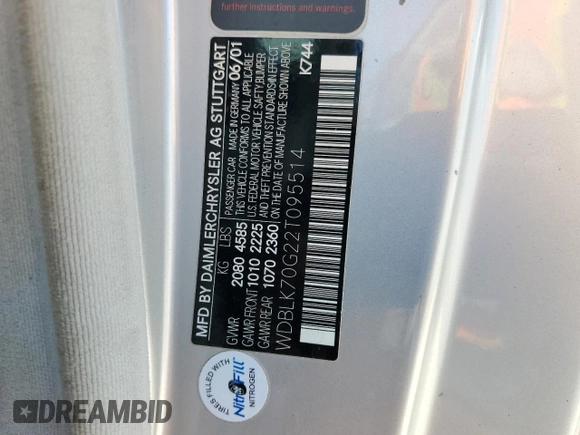 further instructions and warnings.
MFD BY DAIMLERCHRYSLER AG STUTTGART
KG LBS PASSENGER CAR MADE IN GERMANY 06/01
GVWR 2080 4585 THIS VEHICLE CONFORMS TO ALL APPLICABLE
GAWR FRONT 1010 2225 U.S. FEDERAL MOTOR VEHICLE SAFTY,BUMPER
GAWR REAR 1070 2360 AND THEFT PREVENTION STANDARDS IN EFFECT
ON THE DATE OF MANUFACTURE SHOWN ABOVE
WDBLK70G22T095514 K744
TIRES FILLED WITH
NitroFill
NITROGEN
DREAMBID